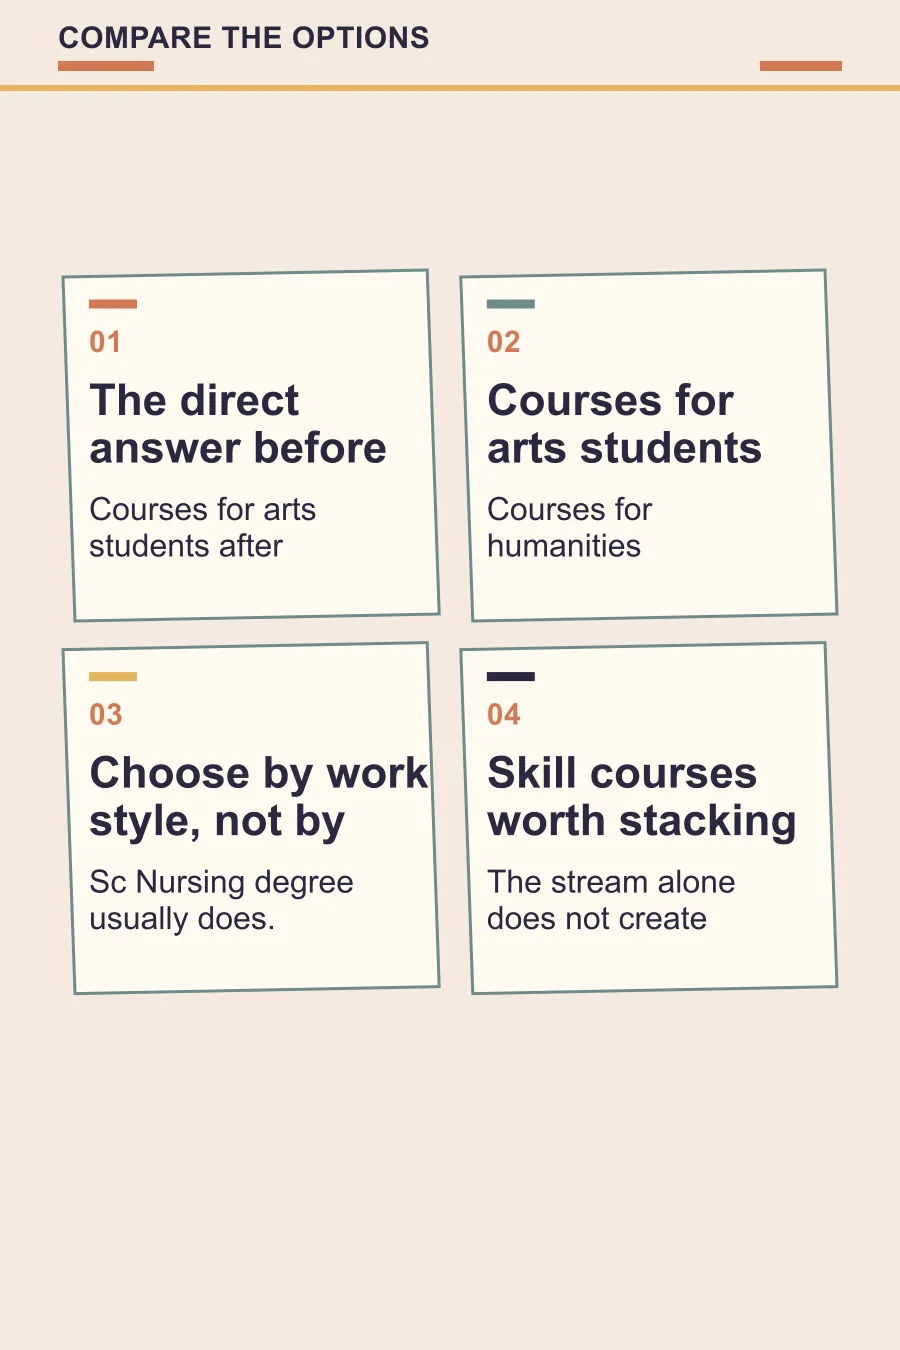 COMPARE THE OPTIONS
01
The direct
answer before
Courses for arts
students after
02
Courses for
arts students
Courses for
humanities
03
Choose by work
style, not by
Sc Nursing degree
usually does.
04
Skill courses
worth stacking
The stream alone
does not create